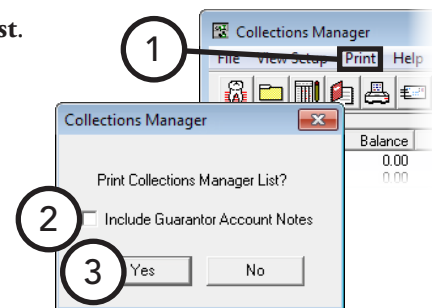 st.
1
Collections Manager
File View Setup Print Help
Balance
0.00
0.00
Collections Manager
Print Collections Manager List?
2
Include Guarantor Account Notes
3
Yes No